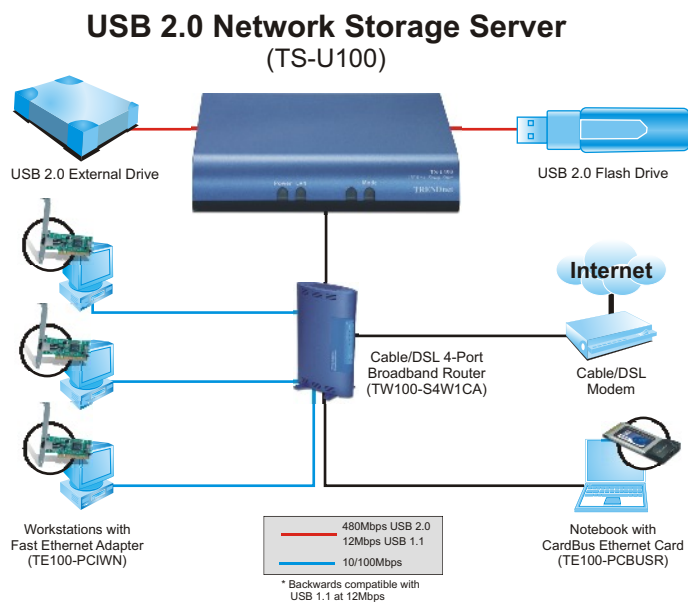 USB 2.0 Network Storage Server
(TS-U100)
USB 2.0 External Drive
USB 2.0 Flash Drive
Power
LAN
TRENDnet
Internet
Cable/DSL 4-Port
Broadband Router
(TW100-S4W1CA)
Cable/DSL
Modem
Workstations with
Fast Ethernet Adapter
(TE100-PCIWN)
480Mbps USB 2.0
12Mbps USB 1.1
10/100Mbps
* Backwards compatible with
USB 1.1 at 12Mbps
Notebook with
CardBus Ethernet Card
(TE100-PCBUSR)